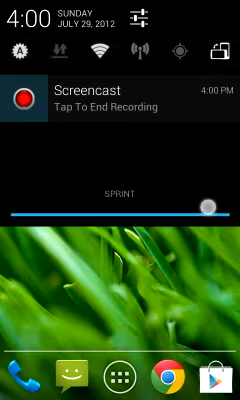 4:00 SUNDAY
JULY 29, 2012
A
Screencast 4:00 PM
Tap To End Recording
SPRINT